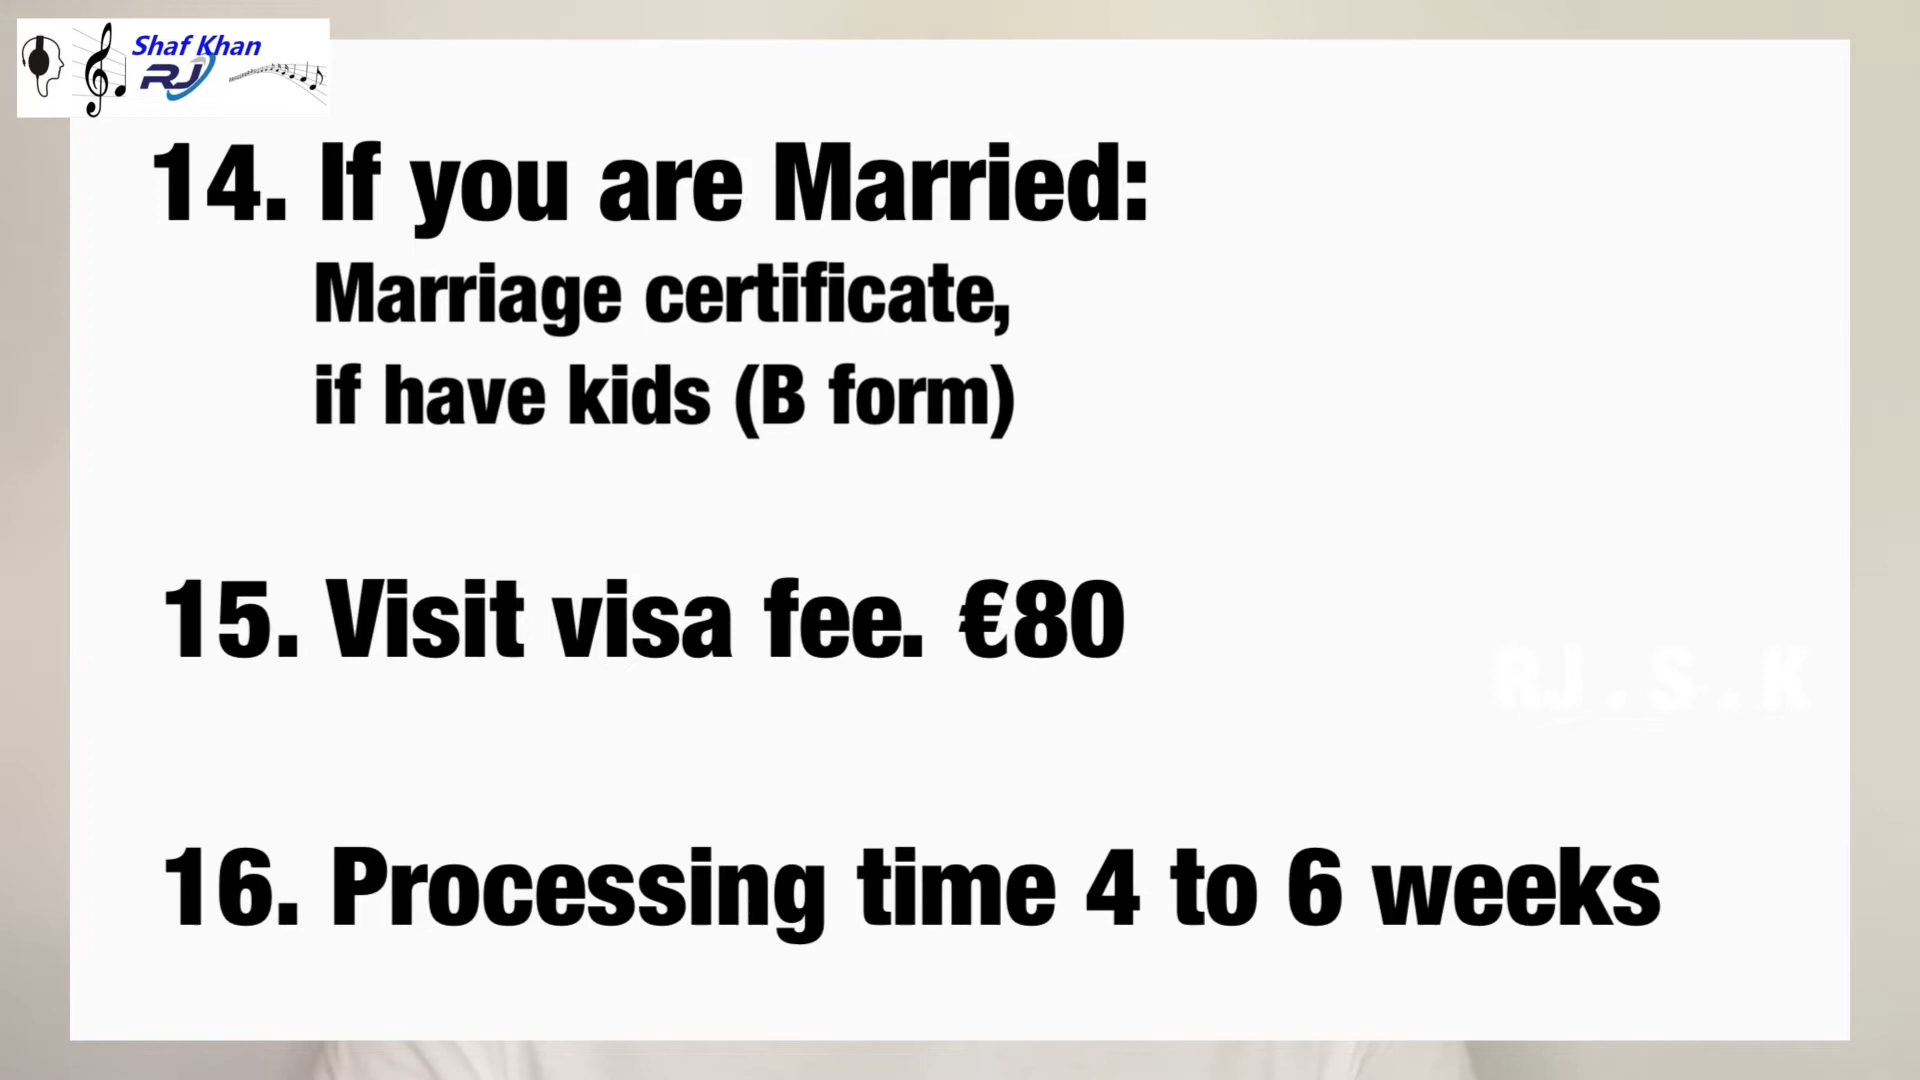 Shaf Khan
RJ
14. If you are Married:
Marriage certificate,
if have kids (B form)
15. Visit visa fee. €80
RJ . S . K
16. Processing time 4 to 6 weeks